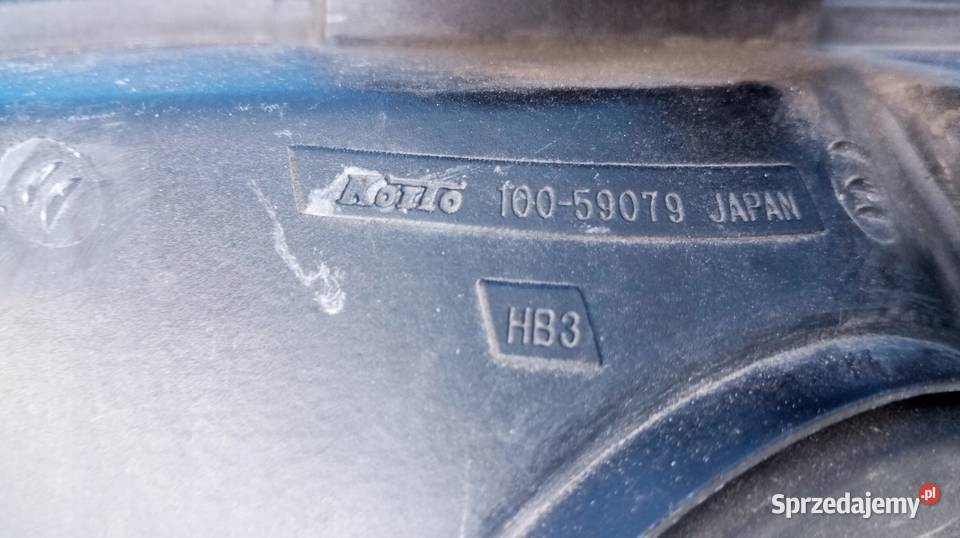 KOITO 100-59079 JAPAN
HB3
Sprzedajemy.pl